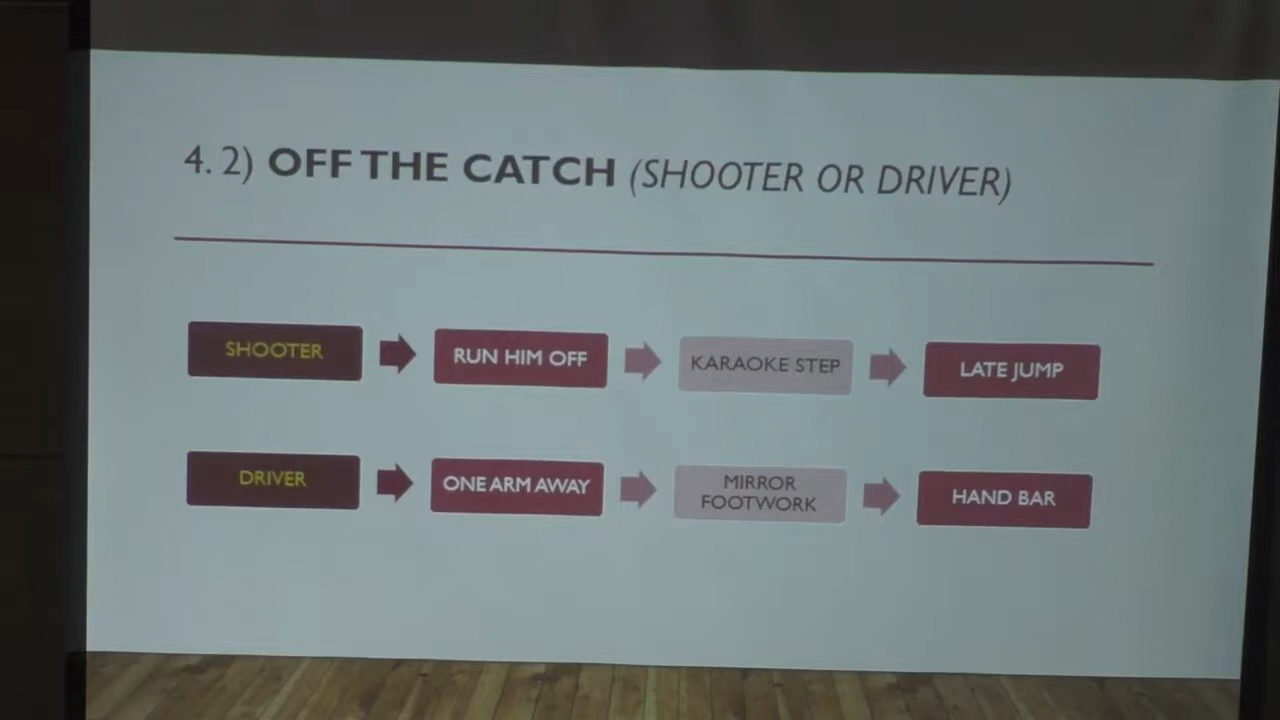 4. 2) OFF THE CATCH (SHOOTER OR DRIVER)
SHOOTER
RUN HIM OFF
KARAOKE STEP
LATE JUMP
DRIVER
ONE ARM AWAY
MIRROR
FOOTWORK
HAND BAR